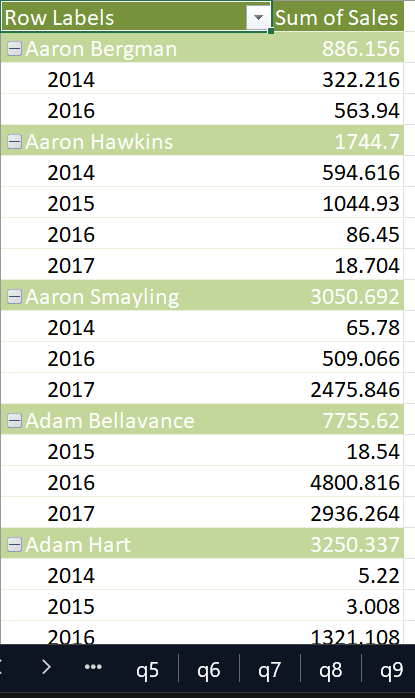 Row Labels Sum of Sales
Aaron Bergman 886.156
2014 322.216
2016 563.94
Aaron Hawkins 1744.7
2014 594.616
2015 1044.93
2016 86.45
2017 18.704
Aaron Smayling 3050.692
2014 65.78
2016 509.066
2017 2475.846
Adam Bellavance 7755.62
2015 18.54
2016 4800.816
2017 2936.264
Adam Hart 3250.337
2014 5.22
2015 3.008
2016 1321.108
... q5 q6 q7 q8 q9